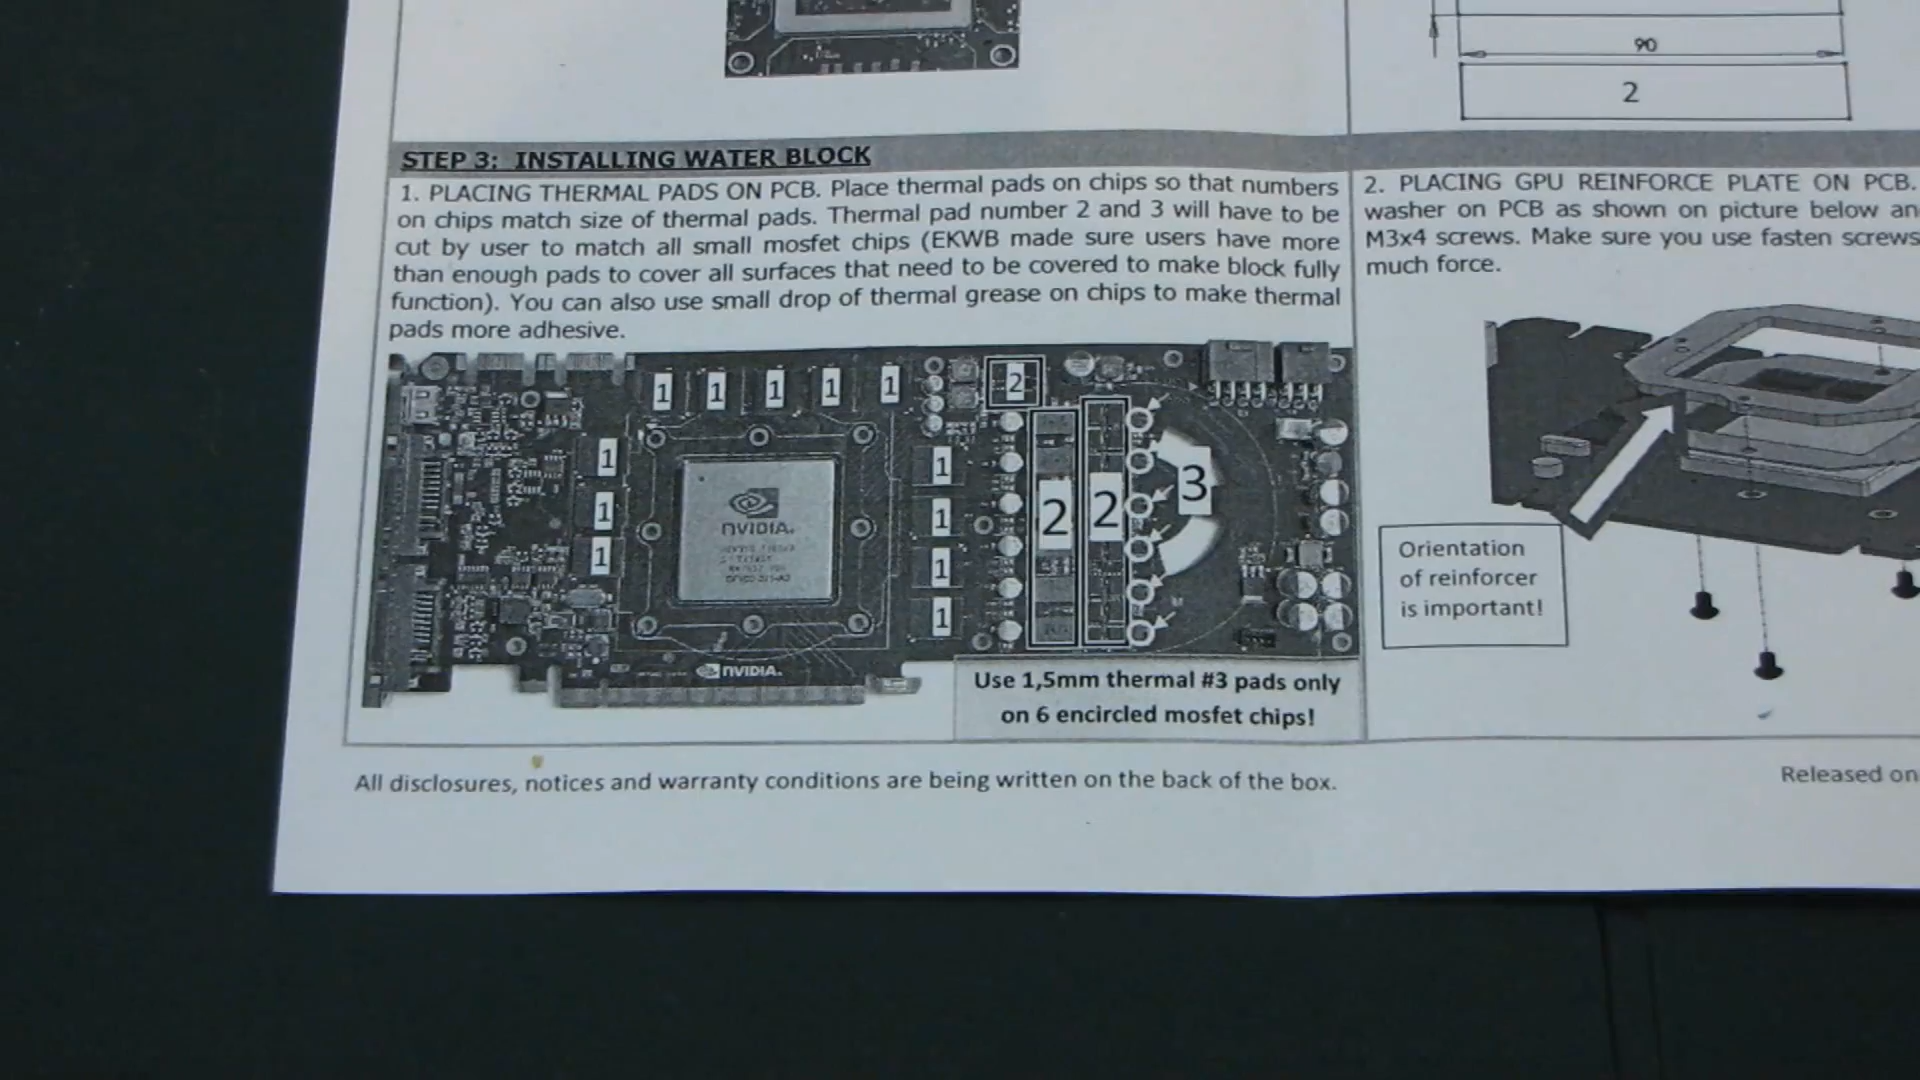 90
2
STEP 3: INSTALLING WATER BLOCK
1. PLACING THERMAL PADS ON PCB. Place thermal pads on chips so that numbers
on chips match size of thermal pads. Thermal pad number 2 and 3 will have to be
cut by user to match all small mosfet chips (EKWB made sure users have more
than enough pads to cover all surfaces that need to be covered to make block fully
function). You can also use small drop of thermal grease on chips to make thermal
pads more adhesive.
1 1 1 1 1 2
1 1 1
1 1 1 1
2 2 3
NVIDIA.
NVIDIA.
Use 1,5mm thermal #3 pads only
on 6 encircled mosfet chips!
2. PLACING GPU REINFORCE PLATE ON PCB.
washer on PCB as shown on picture below an
M3x4 screws. Make sure you use fasten screws
much force.
Orientation
of reinforcer
is important!
All disclosures, notices and warranty conditions are being written on the back of the box.
Released on